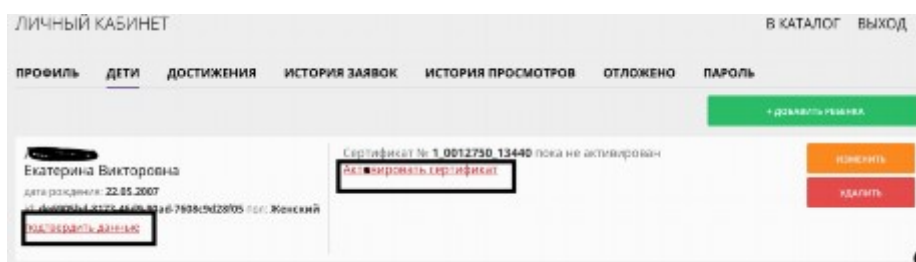 ЛИЧНЫЙ КАБИНЕТ
В КАТАЛОГ ВЫХОД
ПРОФИЛЬ ДЕТИ ДОСТИЖЕНИЯ ИСТОРИЯ ЗАЯВОК ИСТОРИЯ ПРОСМОТРОВ ОТЛОЖЕНО ПАРОЛЬ
+ ДОБАВИТЬ РЕБЕНКА
Екатерина Викторовна
дата рождения: 22.05.2007
пол: Женский
подтвердить данные
Сертификат № 1_0012750_13440 пока не активирован
Активировать сертификат
ИЗМЕНИТЬ
УДАЛИТЬ